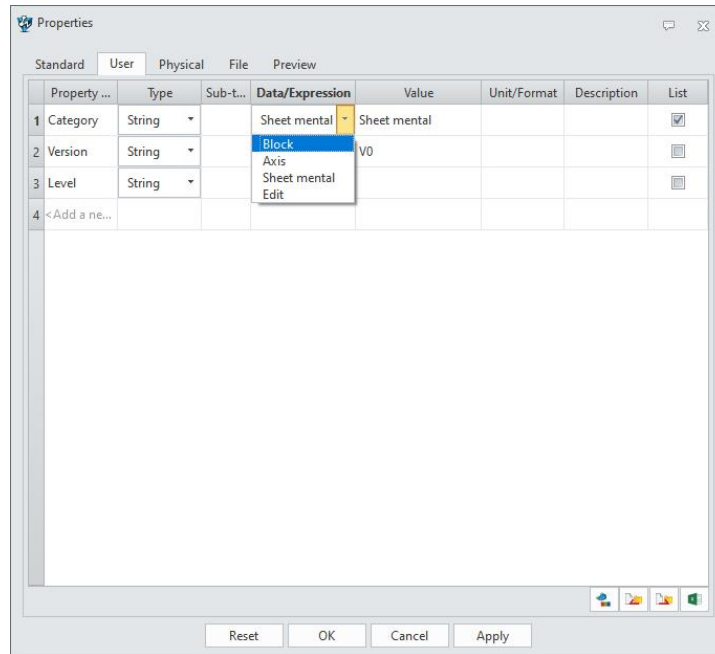 Properties
Standard User Physical File Preview
Property ... Type Sub-t... Data/Expression Value Unit/Format Description List
1 Category String Sheet mental Sheet mental
2 Version String V0
3 Level String
4 <Add a ne...
Block
Axis
Sheet mental
Edit
Reset OK Cancel Apply